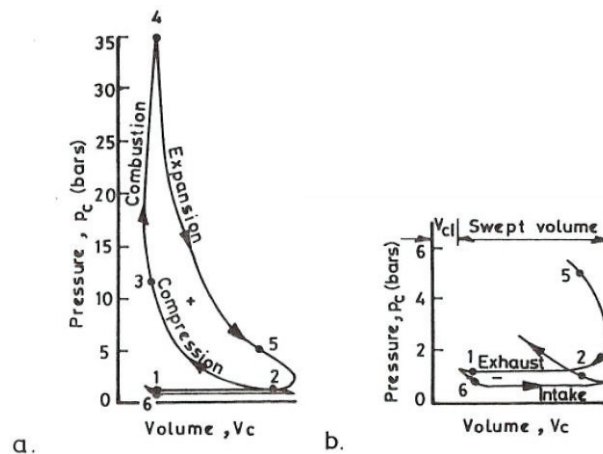 4
35
30
25
20
15
10
5
0
Pressure, Pc (bars)
Combustion
Expansion
3
Compression
+
5
1
2
6
Volume, Vc
a.
Vcl
Swept volume
6
4
2
0
Pressure, Pc (bars)
5
1
Exhaust
2
–
6
Intake
Volume, Vc
b.